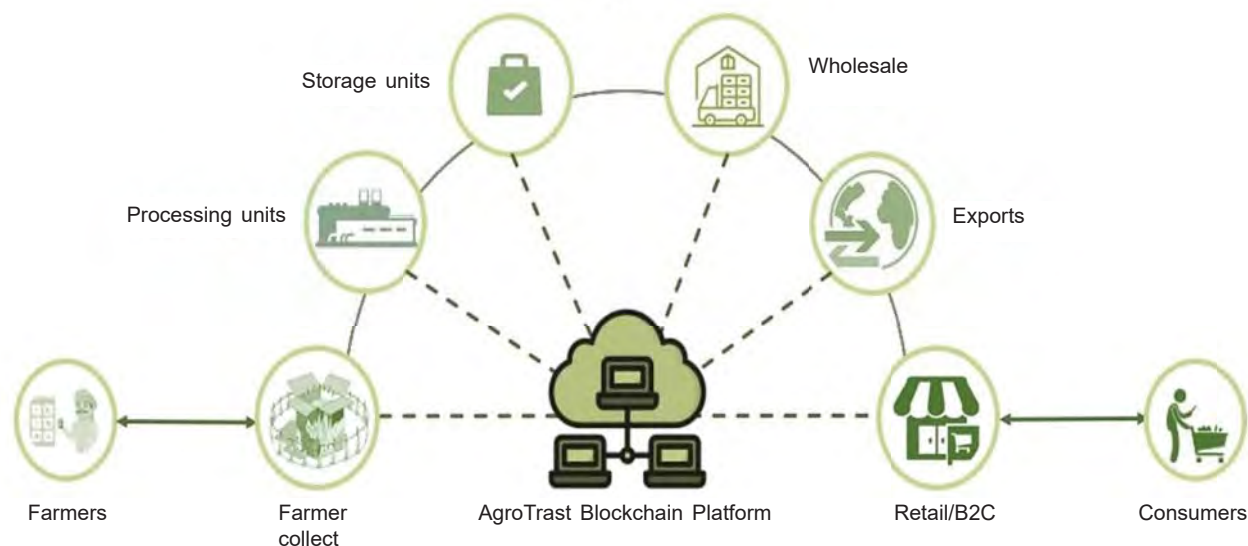 Storage units
Wholesale
Processing units
Exports
Farmers
Farmer
collect
AgroTrast Blockchain Platform
Retail/B2C
Consumers